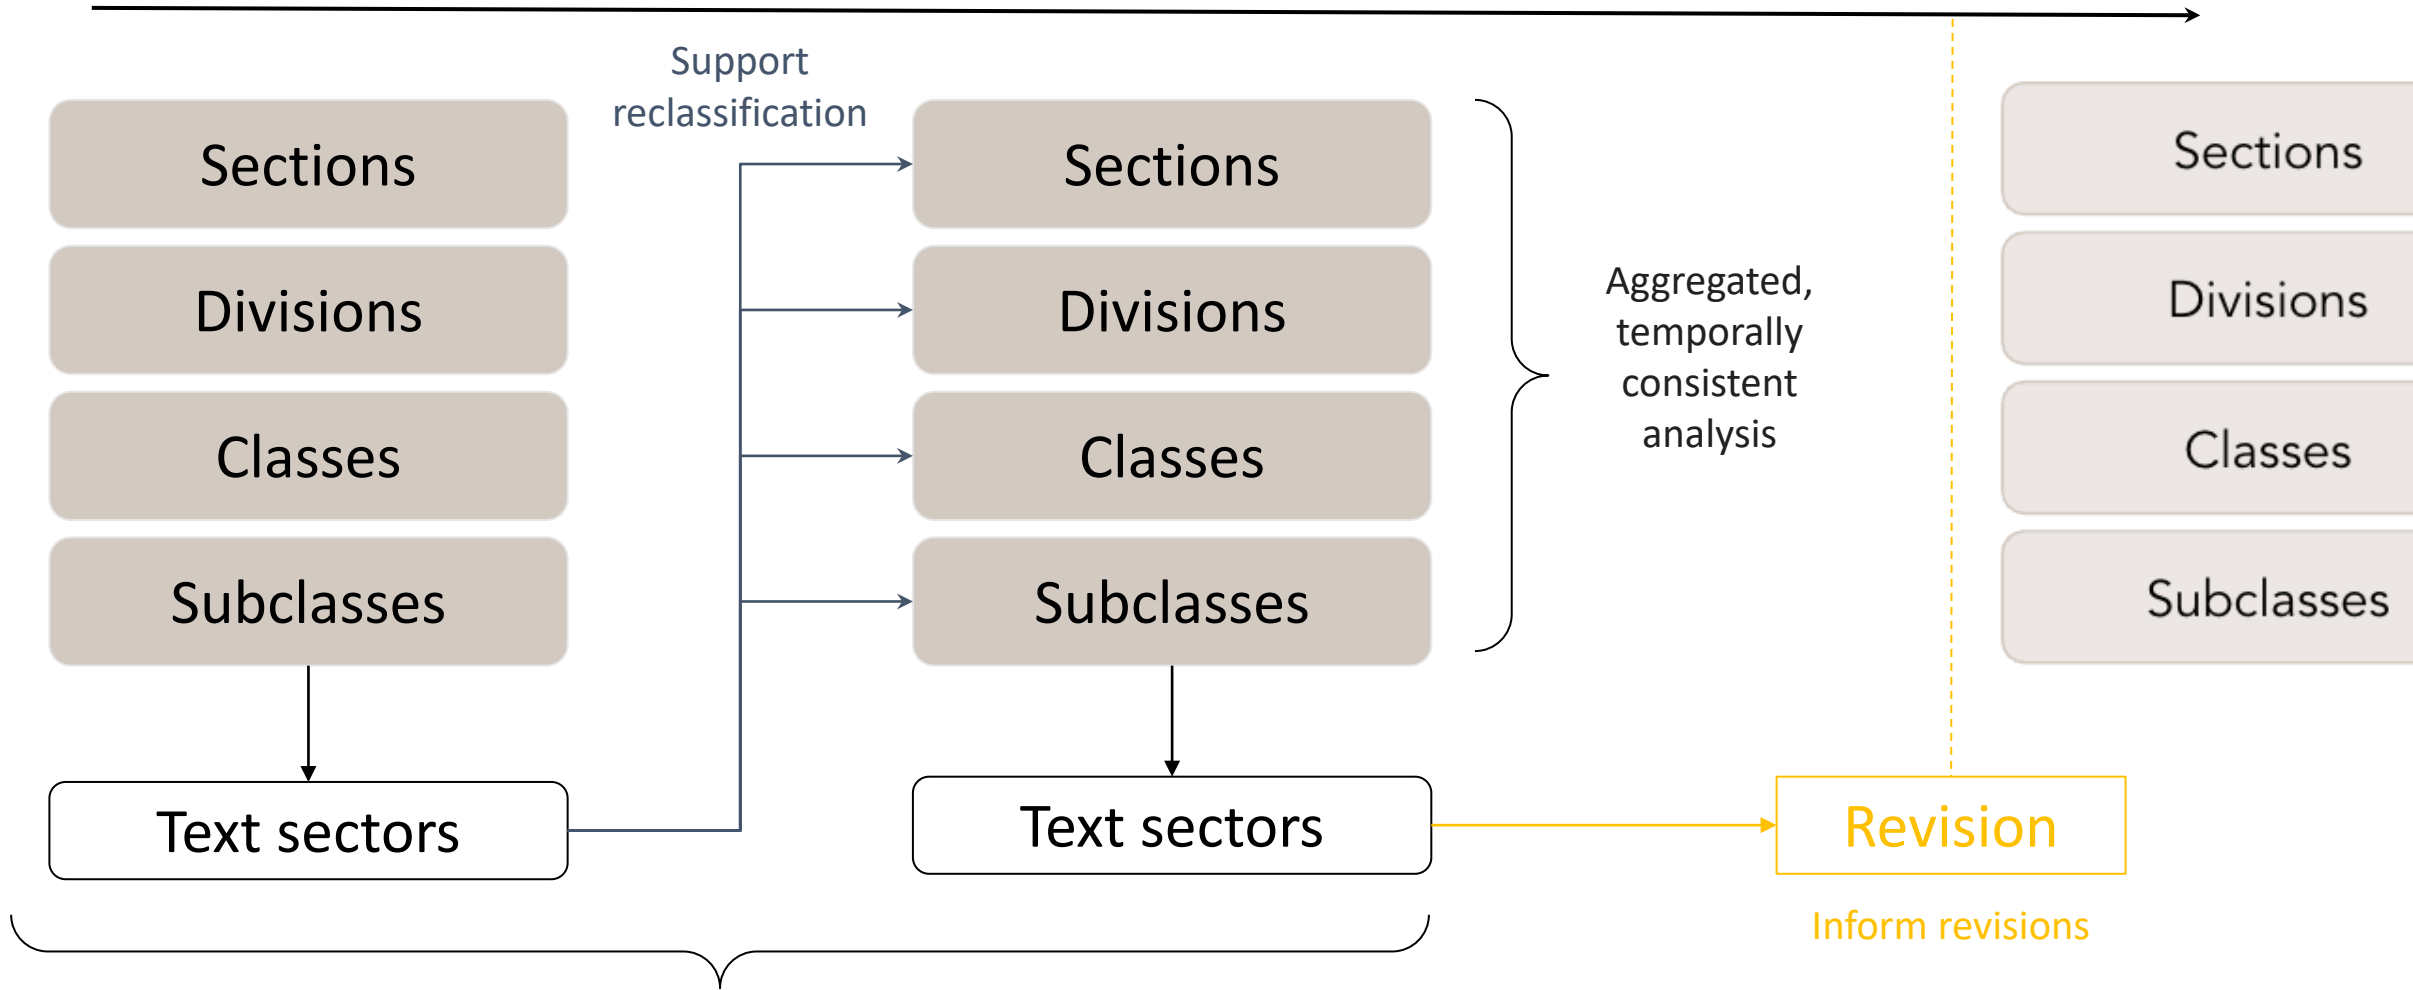 Support
reclassification
Sections
Divisions
Classes
Subclasses
Text sectors
Sections
Divisions
Classes
Subclasses
Text sectors
Aggregated,
temporally
consistent
analysis
Sections
Divisions
Classes
Subclasses
Revision
Inform revisions